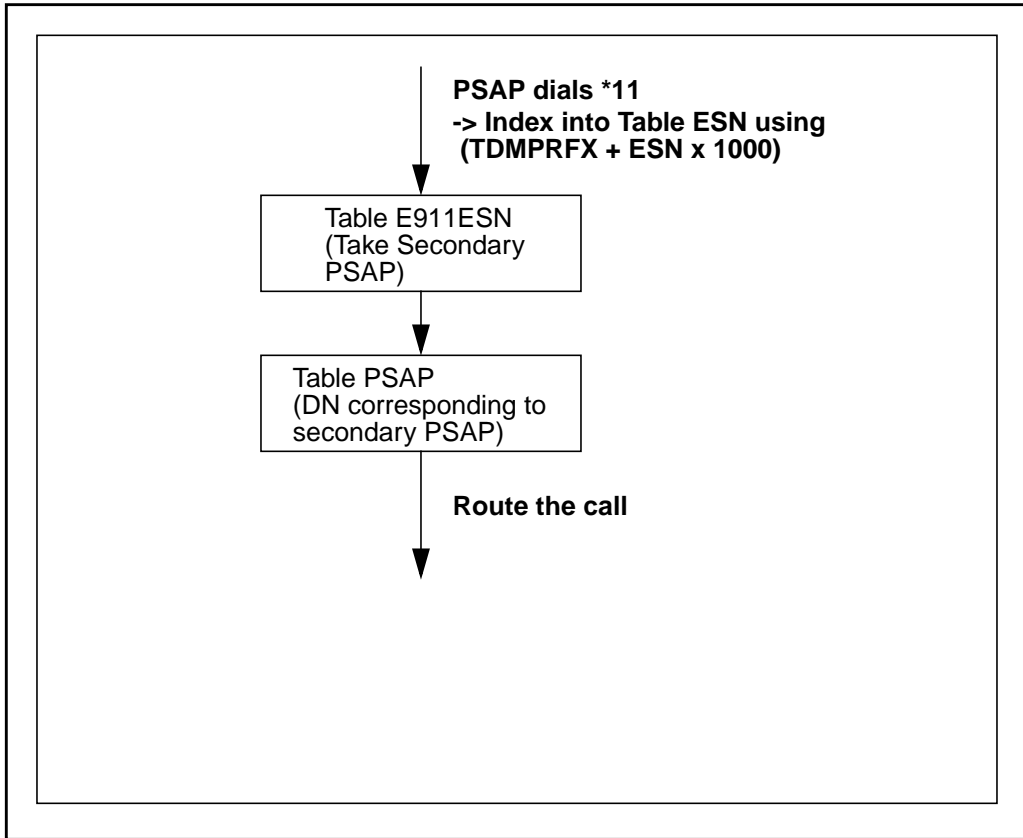 PSAP dials *11
-> Index into Table ESN using
(TDMPRFX + ESN x 1000)
Table E911ESN
(Take Secondary
PSAP)
Table PSAP
(DN corresponding to
secondary PSAP)
Route the call